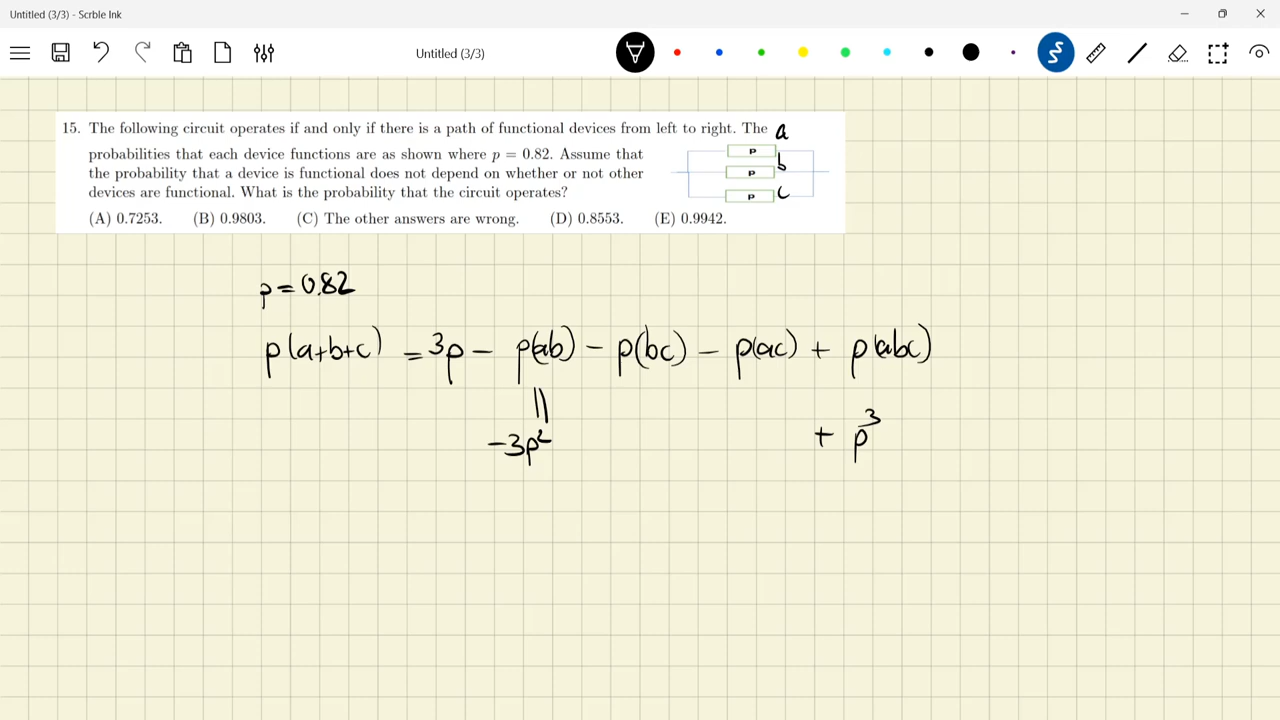 Untitled (3/3) - Scrble Ink
Untitled (3/3)
15. The following circuit operates if and only if there is a path of functional devices from left to right. The a
probabilities that each device functions are as shown where p = 0.82. Assume that
the probability that a device is functional does not depend on whether or not other
devices are functional. What is the probability that the circuit operates?
P
b
P
P
c
(A) 0.7253. (B) 0.9803. (C) The other answers are wrong. (D) 0.8553. (E) 0.9942.
p = 0.82
p(a+b+c) = 3p - p(ab) - p(bc) - p(ac) + p(abc)
||
-3p² + p³